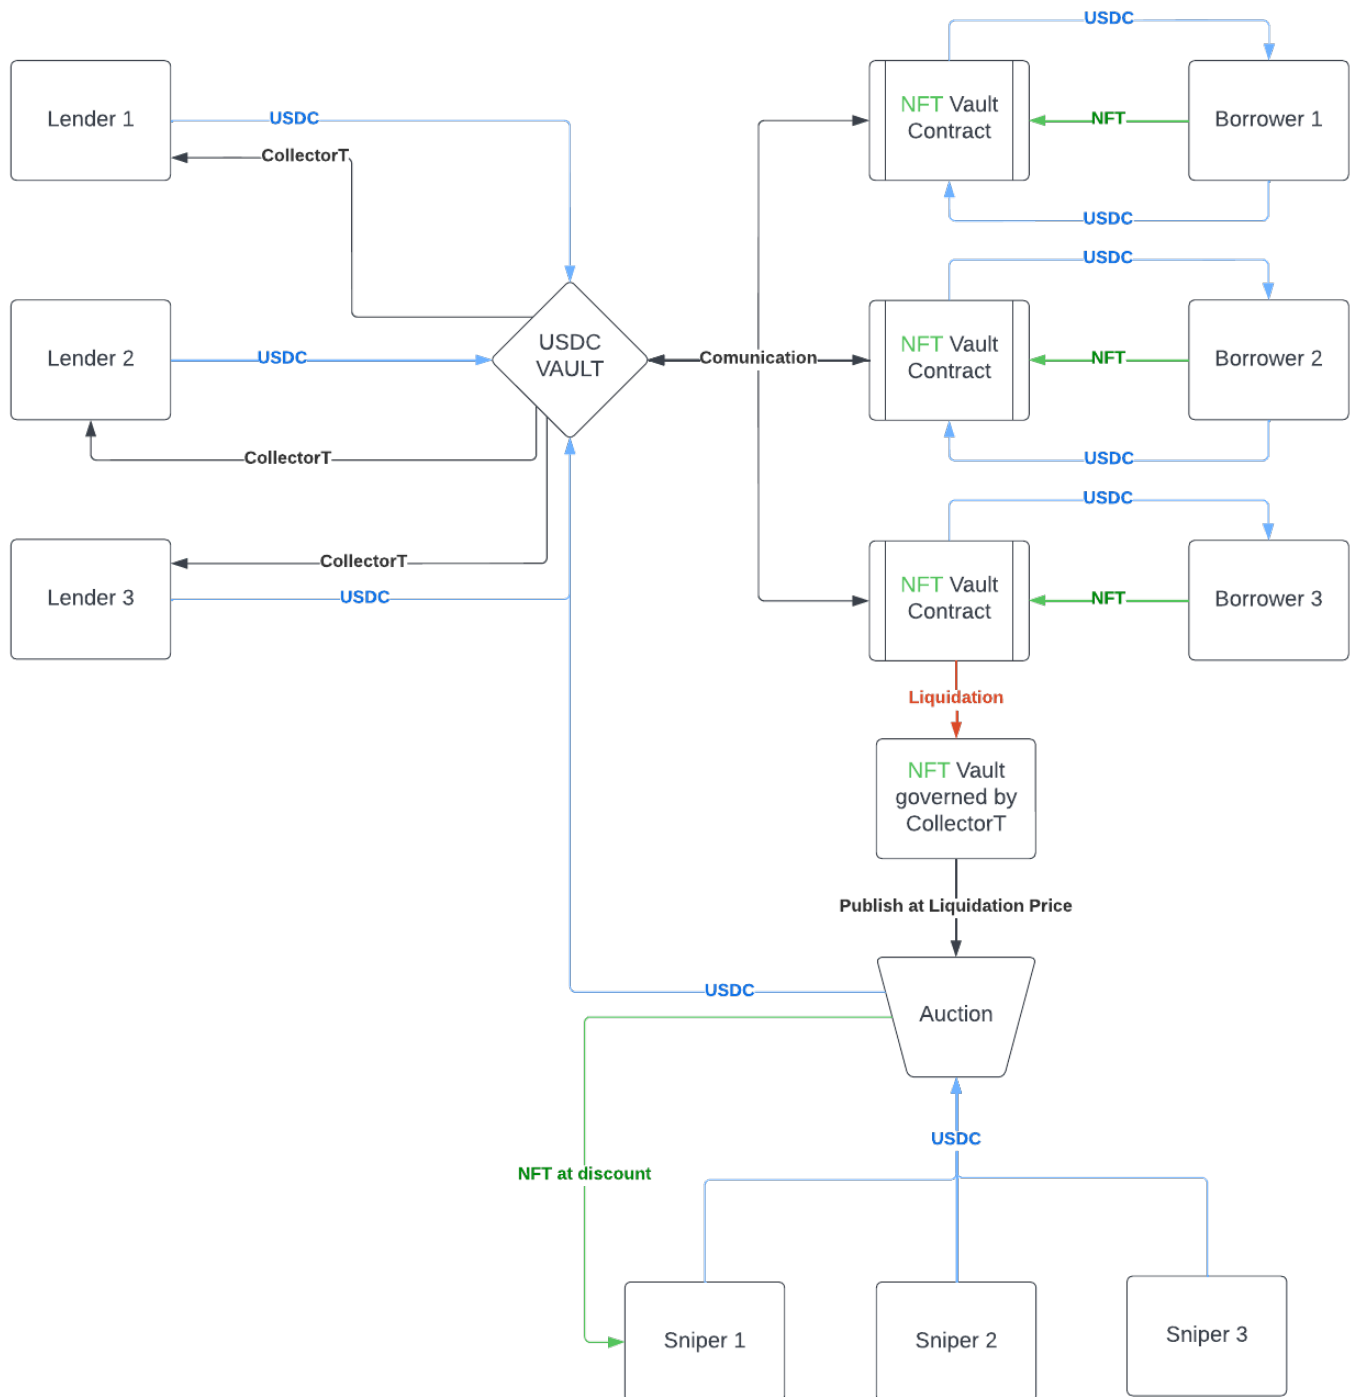 USDC
Lender 1
USDC
CollectorT
NFT Vault
Contract
NFT
Borrower 1
USDC
USDC
Lender 2
USDC
USDC
VAULT
Comunication
NFT Vault
Contract
NFT
Borrower 2
CollectorT
USDC
USDC
CollectorT
Lender 3
USDC
NFT Vault
Contract
NFT
Borrower 3
Liquidation
NFT Vault
governed by
CollectorT
Publish at Liquidation Price
USDC
Auction
USDC
NFT at discount
Sniper 1
Sniper 2
Sniper 3